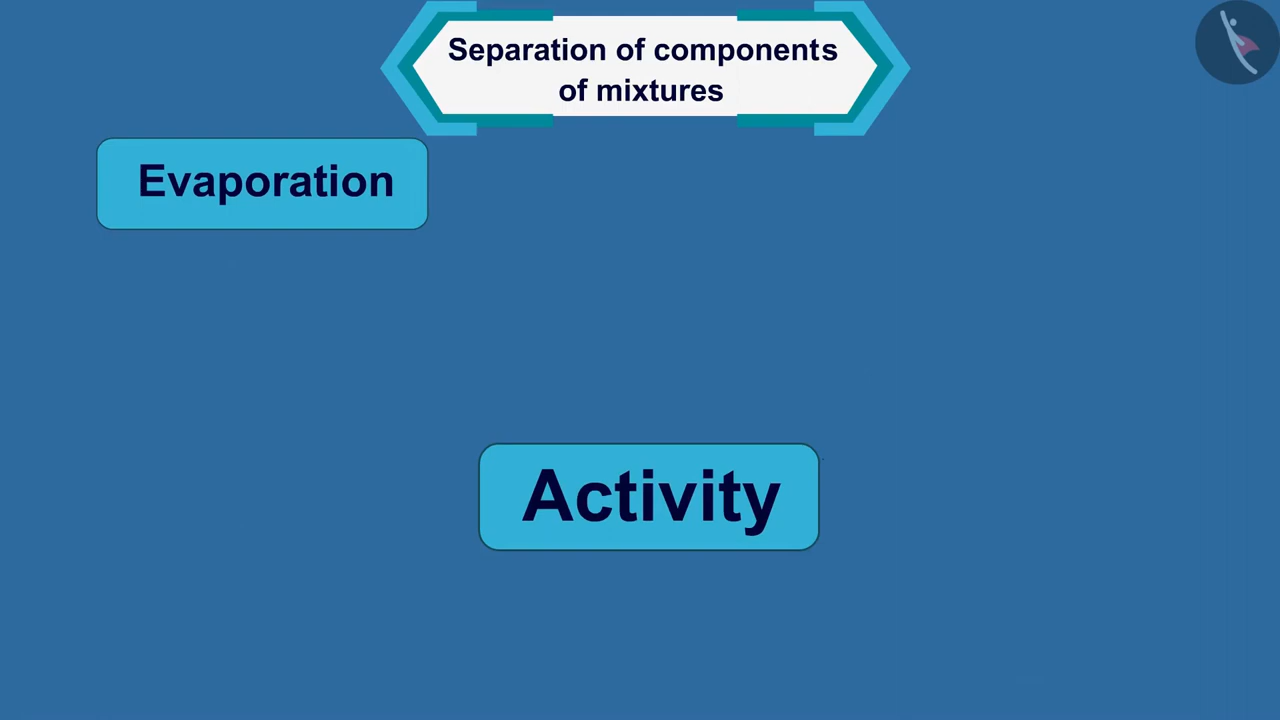 Separation of components
of mixtures
Evaporation
Activity